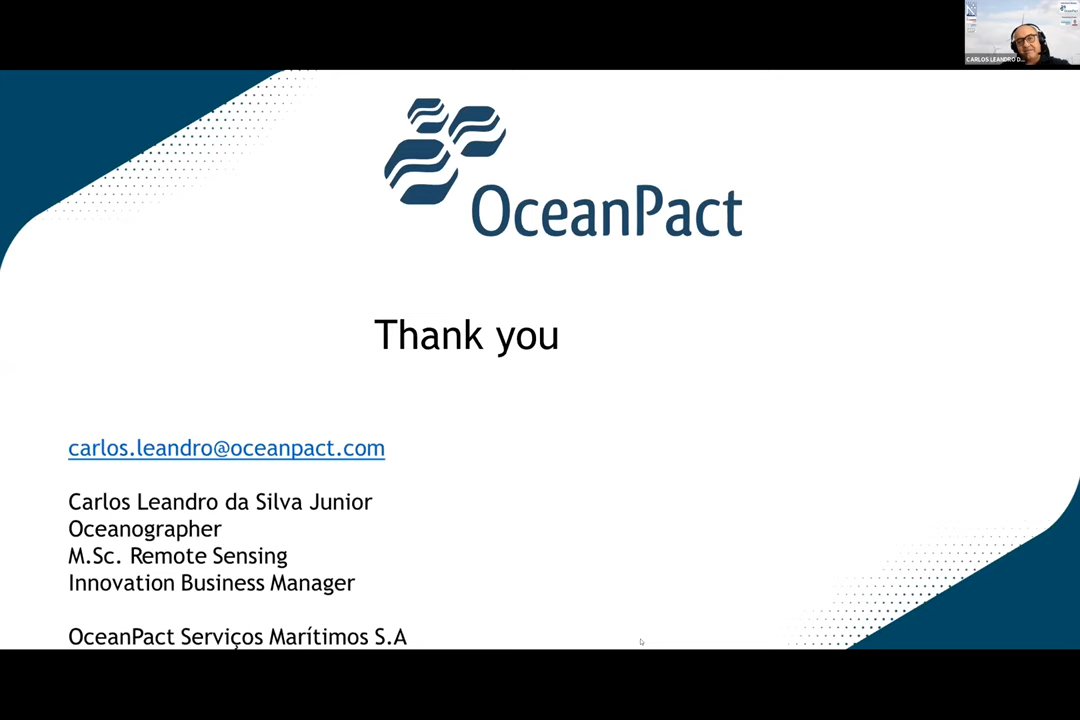 CARLOS LEANDRO D...
OceanPact
Thank you
carlos.leandro@oceanpact.com
Carlos Leandro da Silva Junior
Oceanographer
M.Sc. Remote Sensing
Innovation Business Manager
OceanPact Serviços Marítimos S.A